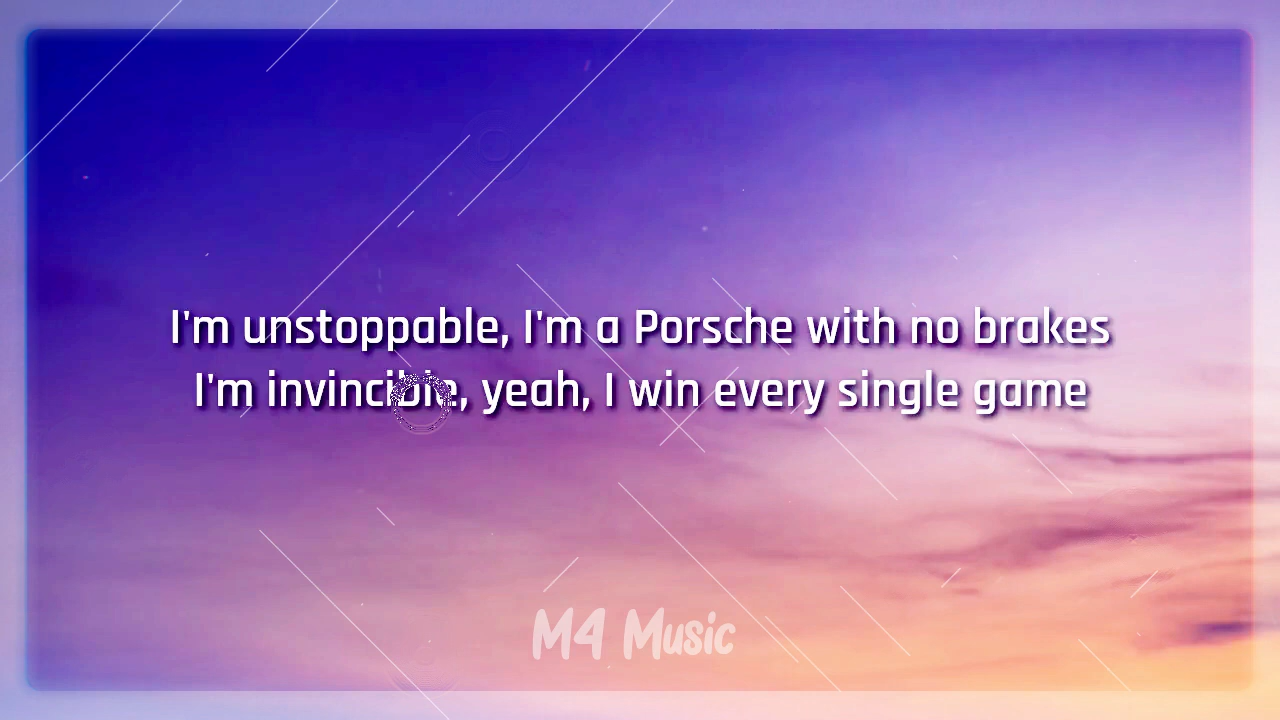 I'm unstoppable, I'm a Porsche with no brakes
I'm invincible, yeah, I win every single game
M4 Music